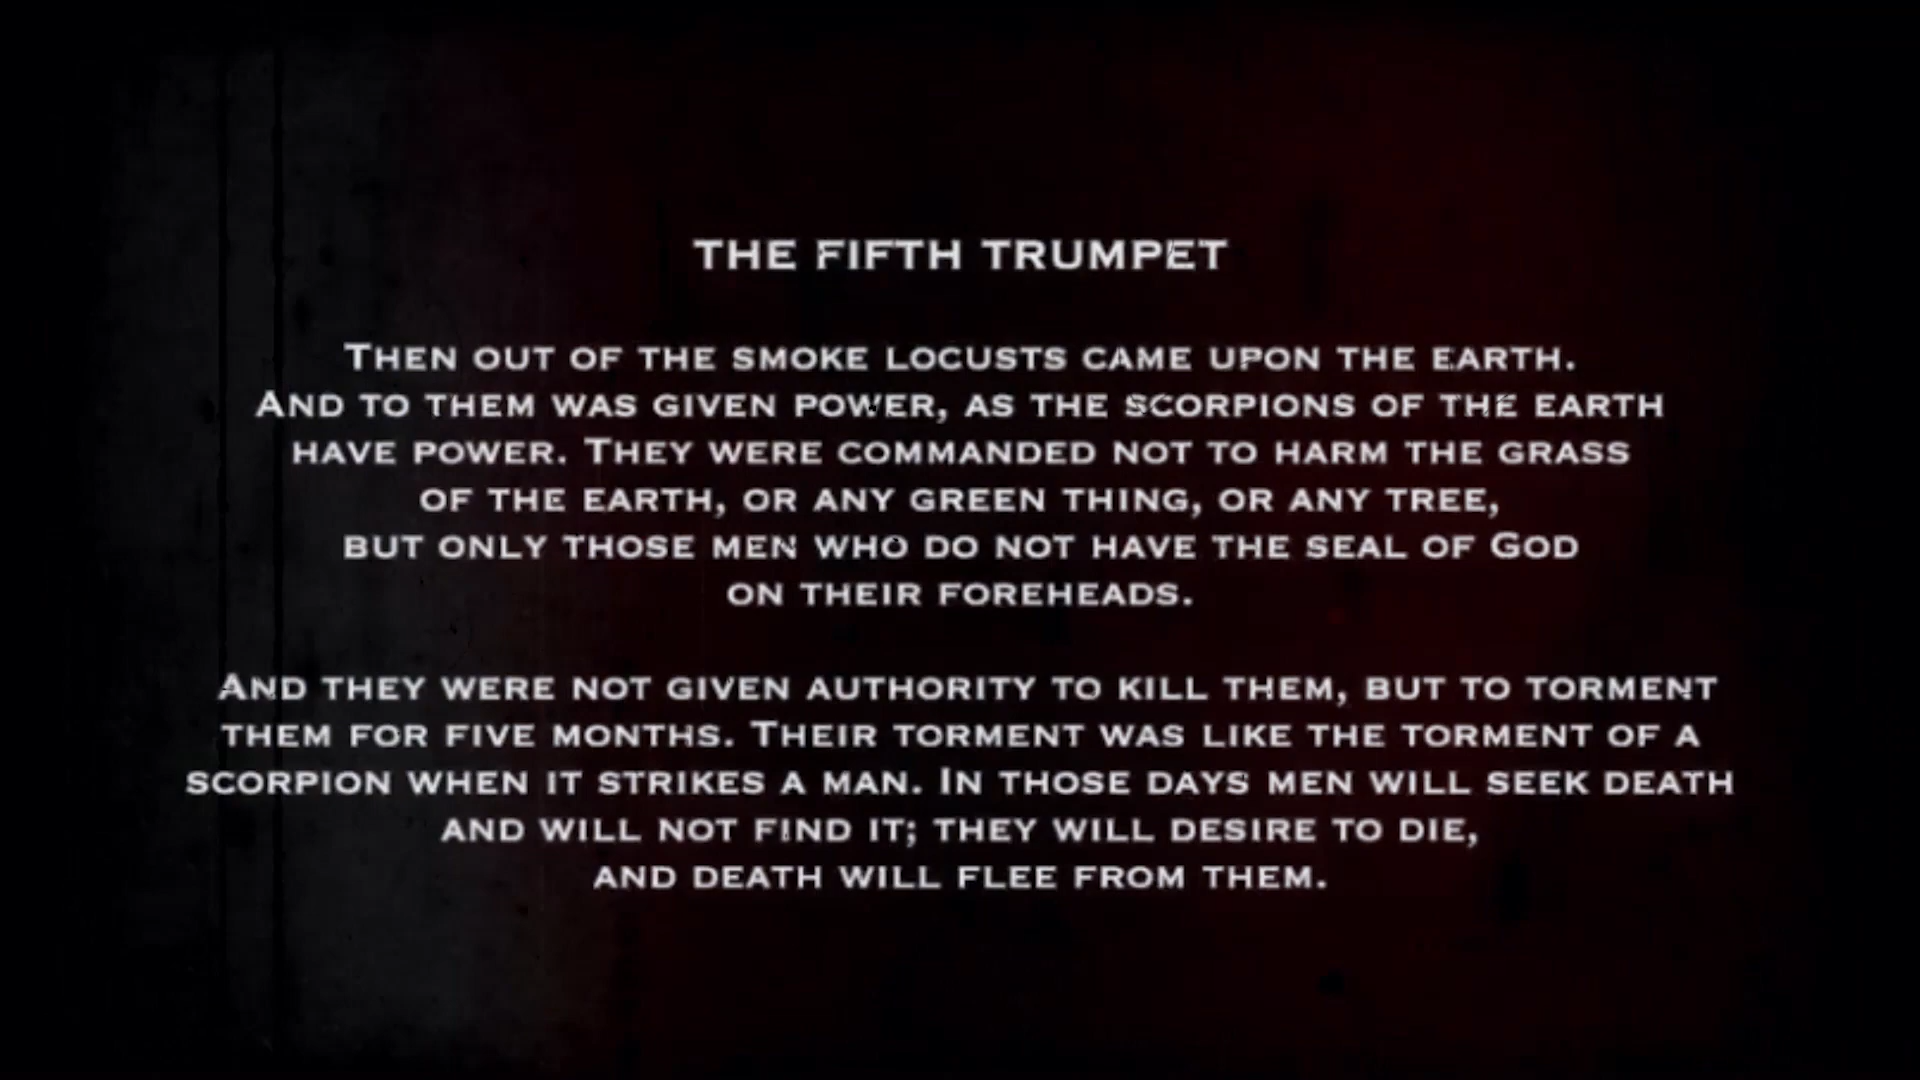 THE FIFTH TRUMPET
THEN OUT OF THE SMOKE LOCUSTS CAME UPON THE EARTH.
AND TO THEM WAS GIVEN POWER, AS THE SCORPIONS OF THE EARTH
HAVE POWER. THEY WERE COMMANDED NOT TO HARM THE GRASS
OF THE EARTH, OR ANY GREEN THING, OR ANY TREE,
BUT ONLY THOSE MEN WHO DO NOT HAVE THE SEAL OF GOD
ON THEIR FOREHEADS.
AND THEY WERE NOT GIVEN AUTHORITY TO KILL THEM, BUT TO TORMENT
THEM FOR FIVE MONTHS. THEIR TORMENT WAS LIKE THE TORMENT OF A
SCORPION WHEN IT STRIKES A MAN. IN THOSE DAYS MEN WILL SEEK DEATH
AND WILL NOT FIND IT; THEY WILL DESIRE TO DIE,
AND DEATH WILL FLEE FROM THEM.